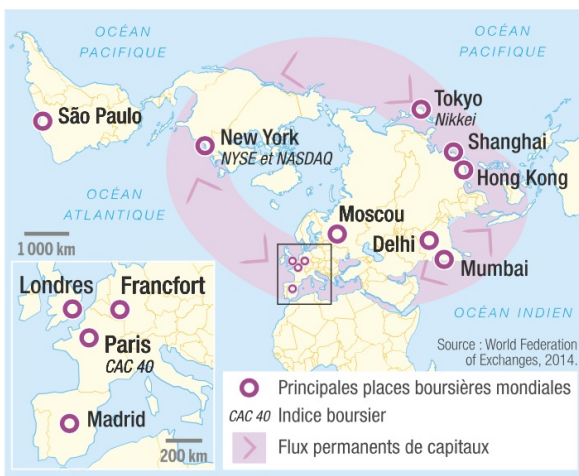 OCÉAN
PACIFIQUE
OCÉAN
PACIFIQUE
São Paulo
New York
NYSE et NASDAQ
Tokyo
Nikkei
Shanghai
Hong Kong
OCÉAN
ATLANTIQUE
Moscou
Delhi
Mumbai
1 000 km
OCÉAN INDIEN
Londres
Francfort
Paris
CAC 40
Madrid
200 km
Source : World Federation
of Exchanges, 2014.
Principales places boursières mondiales
CAC 40 Indice boursier
Flux permanents de capitaux